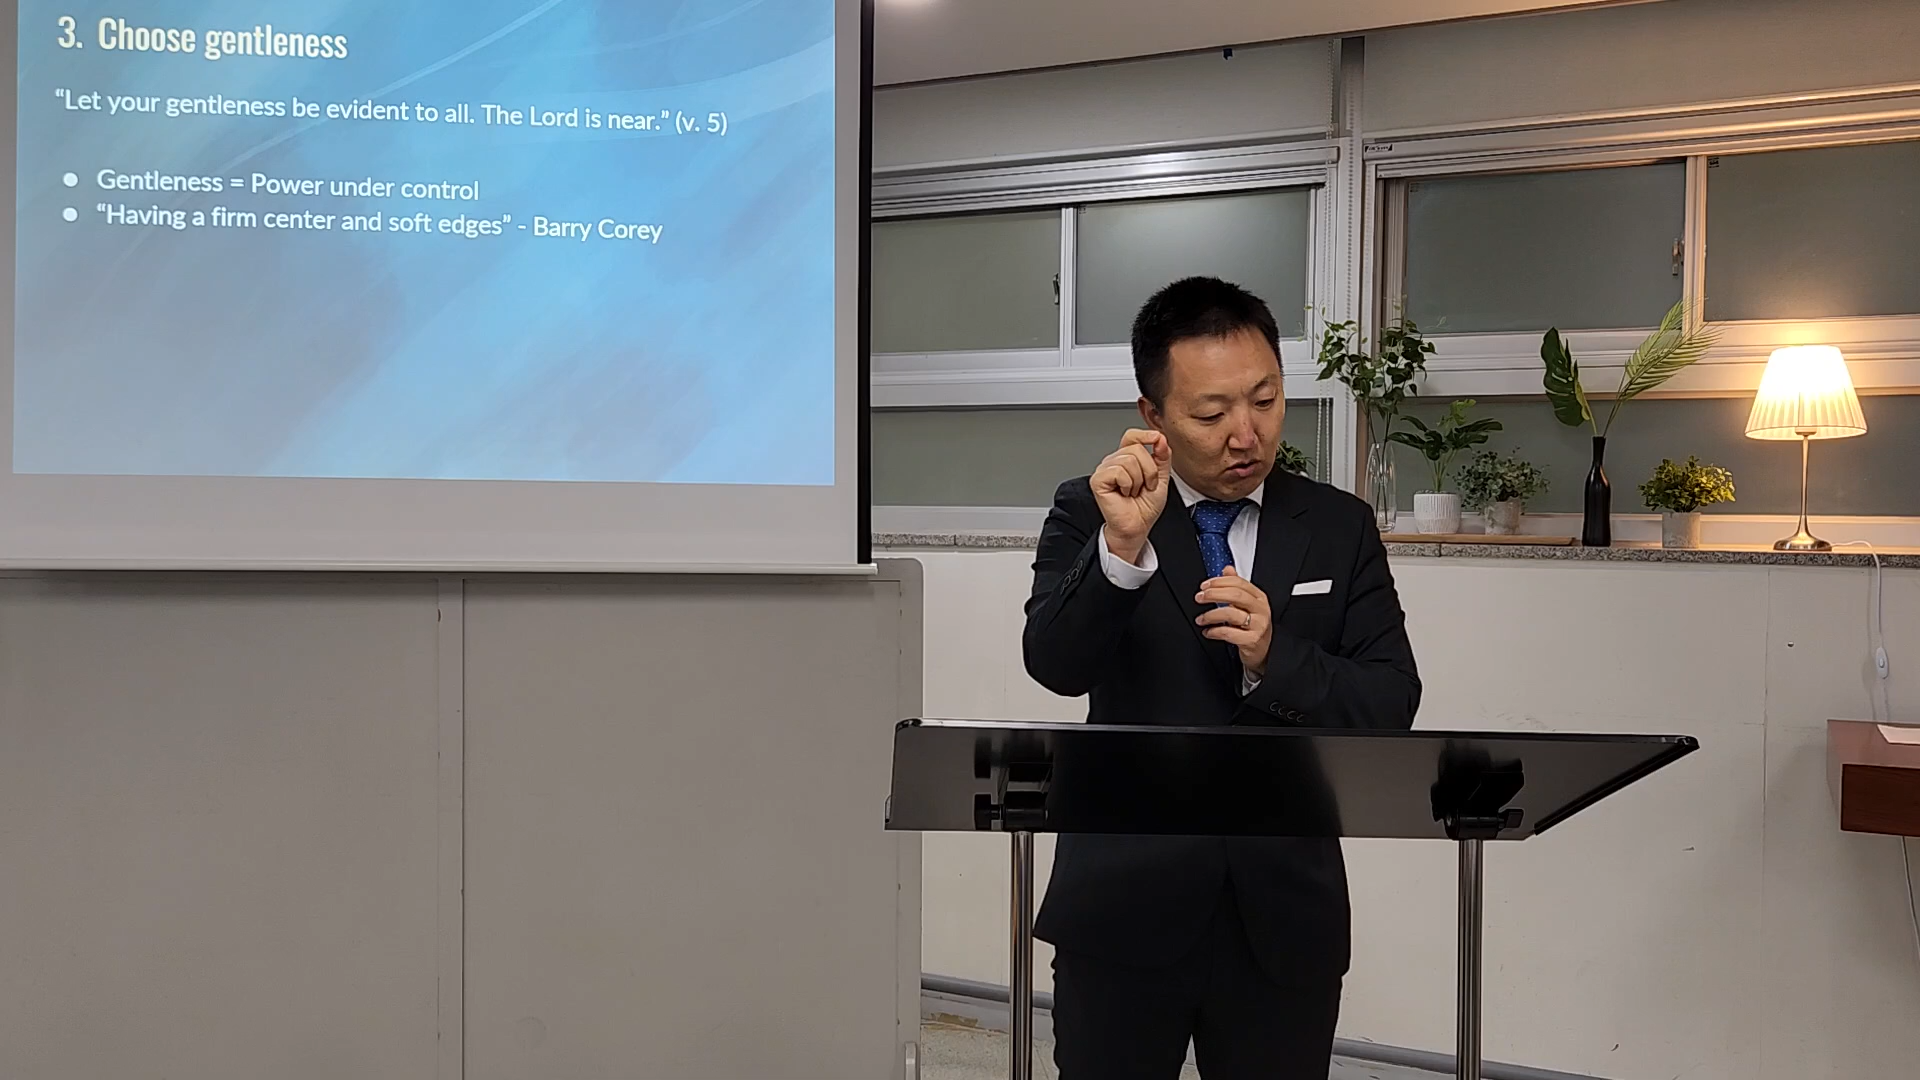 3. Choose gentleness
“Let your gentleness be evident to all. The Lord is near.” (v. 5)
● Gentleness = Power under control
● “Having a firm center and soft edges” - Barry Corey